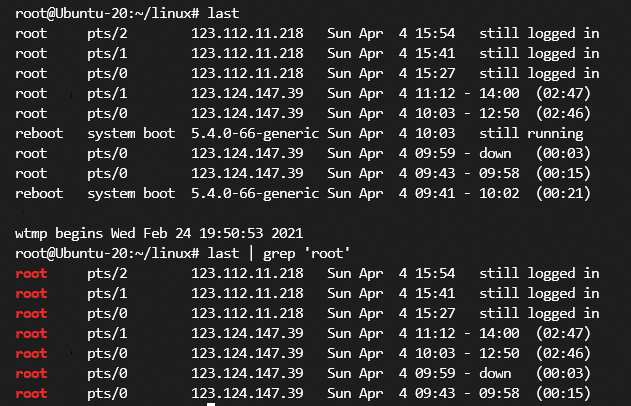 root@Ubuntu-20:~/linux# last
root     pts/2        123.112.11.218   Sun Apr  4 15:54   still logged in
root     pts/1        123.112.11.218   Sun Apr  4 15:41   still logged in
root     pts/0        123.112.11.218   Sun Apr  4 15:27   still logged in
root     pts/1        123.124.147.39   Sun Apr  4 11:12 - 14:00  (02:47)
root     pts/0        123.124.147.39   Sun Apr  4 10:03 - 12:50  (02:46)
reboot   system boot  5.4.0-66-generic Sun Apr  4 10:03   still running
root     pts/0        123.124.147.39   Sun Apr  4 09:59 - down   (00:03)
root     pts/0        123.124.147.39   Sun Apr  4 09:43 - 09:58  (00:15)
reboot   system boot  5.4.0-66-generic Sun Apr  4 09:41 - 10:02  (00:21)
wtmp begins Wed Feb 24 19:50:53 2021
root@Ubuntu-20:~/linux# last | grep 'root'
root     pts/2        123.112.11.218   Sun Apr  4 15:54   still logged in
root     pts/1        123.112.11.218   Sun Apr  4 15:41   still logged in
root     pts/0        123.112.11.218   Sun Apr  4 15:27   still logged in
root     pts/1        123.124.147.39   Sun Apr  4 11:12 - 14:00  (02:47)
root     pts/0        123.124.147.39   Sun Apr  4 10:03 - 12:50  (02:46)
root     pts/0        123.124.147.39   Sun Apr  4 09:59 - down   (00:03)
root     pts/0        123.124.147.39   Sun Apr  4 09:43 - 09:58  (00:15)